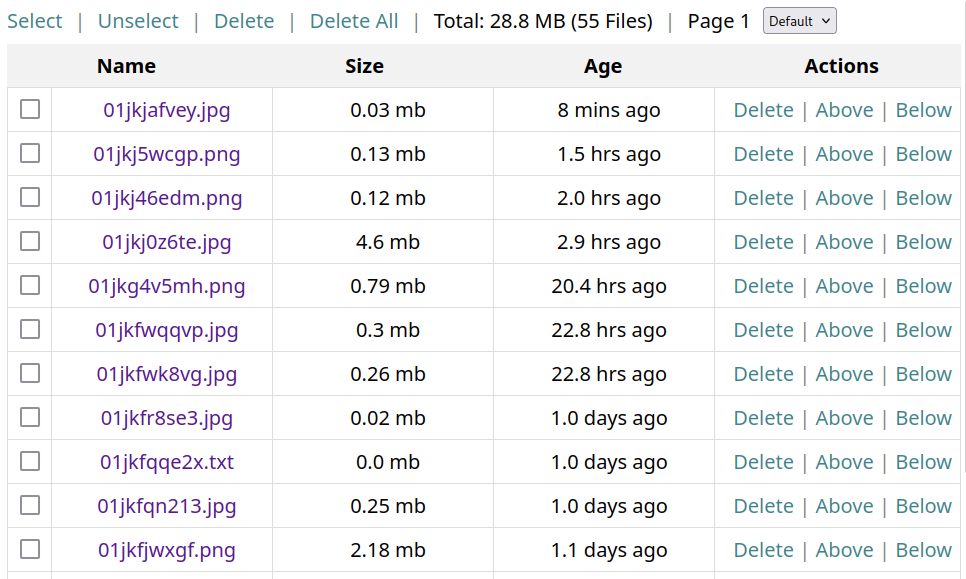 Select | Unselect | Delete | Delete All | Total: 28.8 MB (55 Files) | Page 1 Default
Name Size Age Actions
01jkjafvey.jpg 0.03 mb 8 mins ago Delete | Above | Below
01jkj5wcgp.png 0.13 mb 1.5 hrs ago Delete | Above | Below
01jkj46edm.png 0.12 mb 2.0 hrs ago Delete | Above | Below
01jkj0z6te.jpg 4.6 mb 2.9 hrs ago Delete | Above | Below
01jkg4v5mh.png 0.79 mb 20.4 hrs ago Delete | Above | Below
01jkfwqqvp.jpg 0.3 mb 22.8 hrs ago Delete | Above | Below
01jkfwk8vg.jpg 0.26 mb 22.8 hrs ago Delete | Above | Below
01jkfr8se3.jpg 0.02 mb 1.0 days ago Delete | Above | Below
01jkfqqe2x.txt 0.0 mb 1.0 days ago Delete | Above | Below
01jkfqn213.jpg 0.25 mb 1.0 days ago Delete | Above | Below
01jkfjwxgf.png 2.18 mb 1.1 days ago Delete | Above | Below